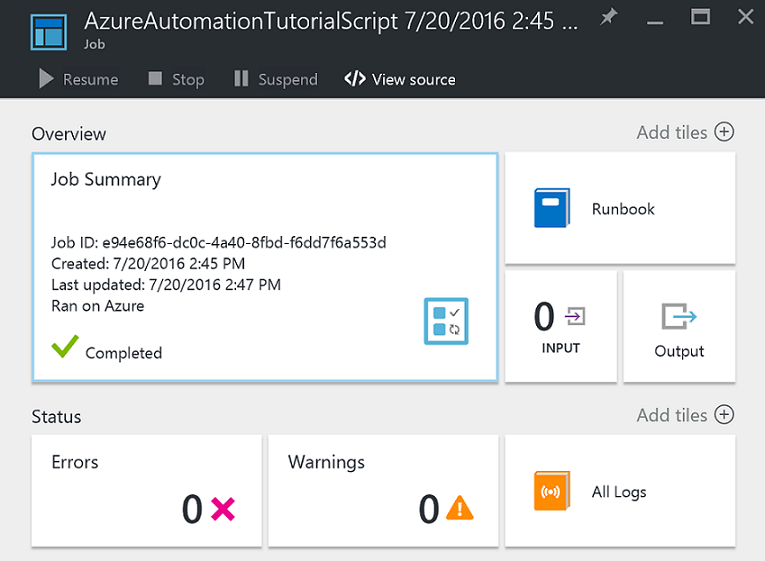 AzureAutomationTutorialScript 7/20/2016 2:45 ...
Job
Resume
Stop
Suspend
</> View source
Overview
Add tiles
Job Summary
Job ID: e94e68f6-dc0c-4a40-8fbd-f6dd7f6a553d
Created: 7/20/2016 2:45 PM
Last updated: 7/20/2016 2:47 PM
Ran on Azure
Completed
Runbook
0
INPUT
Output
Status
Add tiles
Errors
0
Warnings
0
All Logs